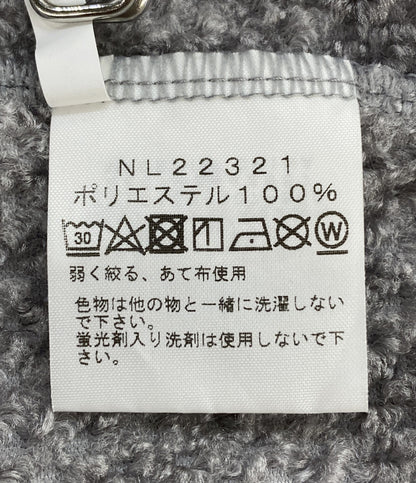 NL22321
ポリエステル100%
30 W
弱く絞る、あて布使用
色物は他の物と一緒に洗濯しない
で下さい。
蛍光剤入り洗剤は使用しないで下
さい。